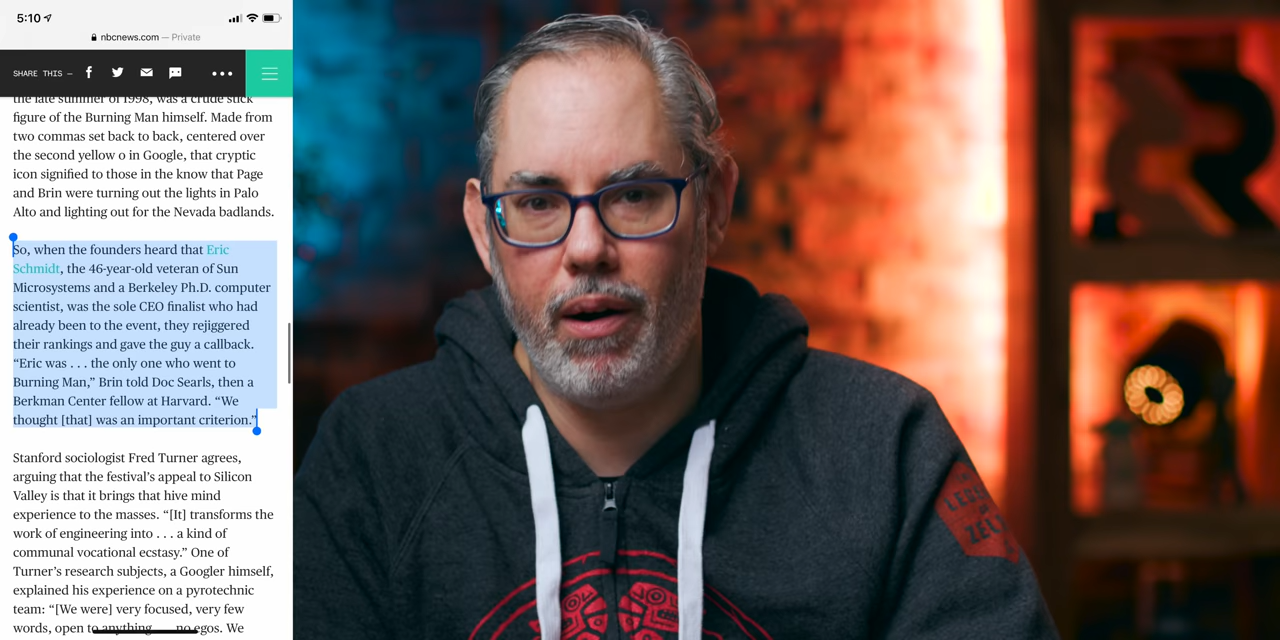 5:10
nbcnews.com — Private
SHARE THIS —
the late summer of 1998, was a crude stick
figure of the Burning Man himself. Made from
two commas set back to back, centered over
the second yellow o in Google, that cryptic
icon signified to those in the know that Page
and Brin were turning out the lights in Palo
Alto and lighting out for the Nevada badlands.
So, when the founders heard that Eric
Schmidt, the 46-year-old veteran of Sun
Microsystems and a Berkeley Ph.D. computer
scientist, was the sole CEO finalist who had
already been to the event, they rejiggered
their rankings and gave the guy a callback.
“Eric was . . . the only one who went to
Burning Man,” Brin told Doc Searls, then a
Berkman Center fellow at Harvard. “We
thought [that] was an important criterion.”
Stanford sociologist Fred Turner agrees,
arguing that the festival’s appeal to Silicon
Valley is that it brings that hive mind
experience to the masses. “[It] transforms the
work of engineering into . . . a kind of
communal vocational ecstasy.” One of
Turner’s research subjects, a Googler himself,
explained his experience on a pyrotechnic
team: “[We were] very focused, very few
words, open to anything . . . no egos. We